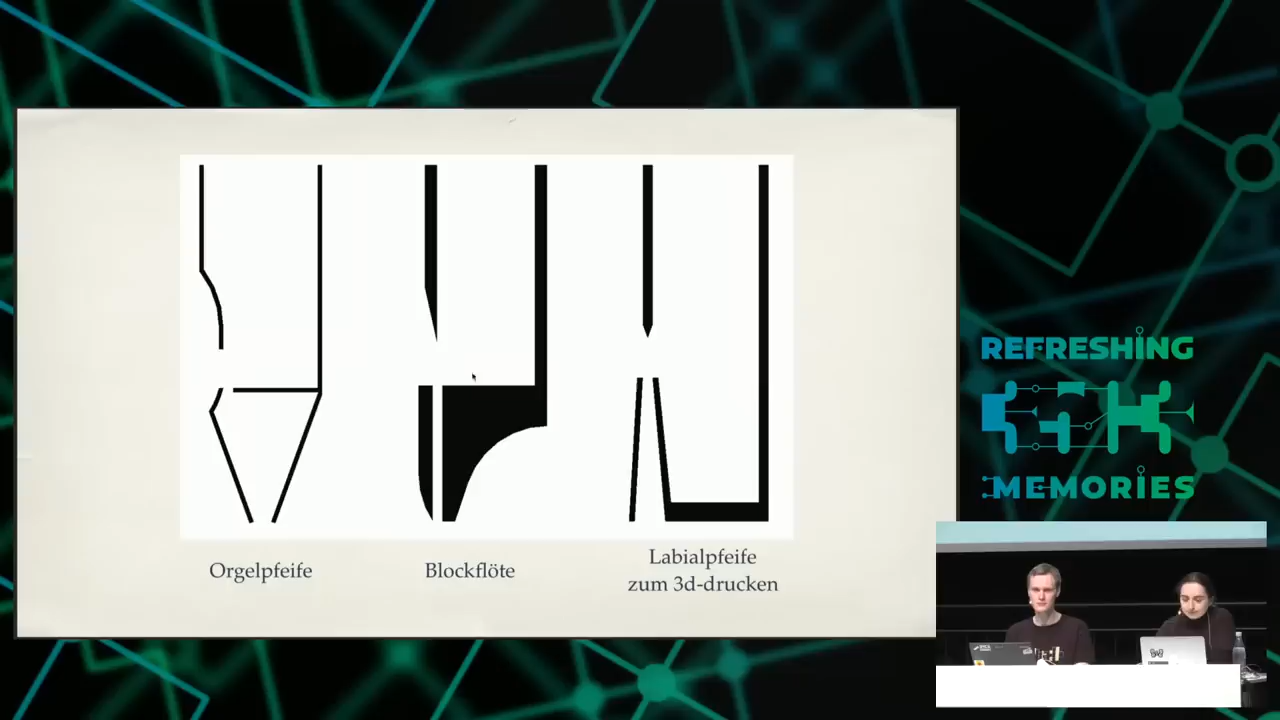 Orgelpfeife
Blockflöte
Labialpfeife
zum 3d-drucken
REFRESHING
MEMORIES